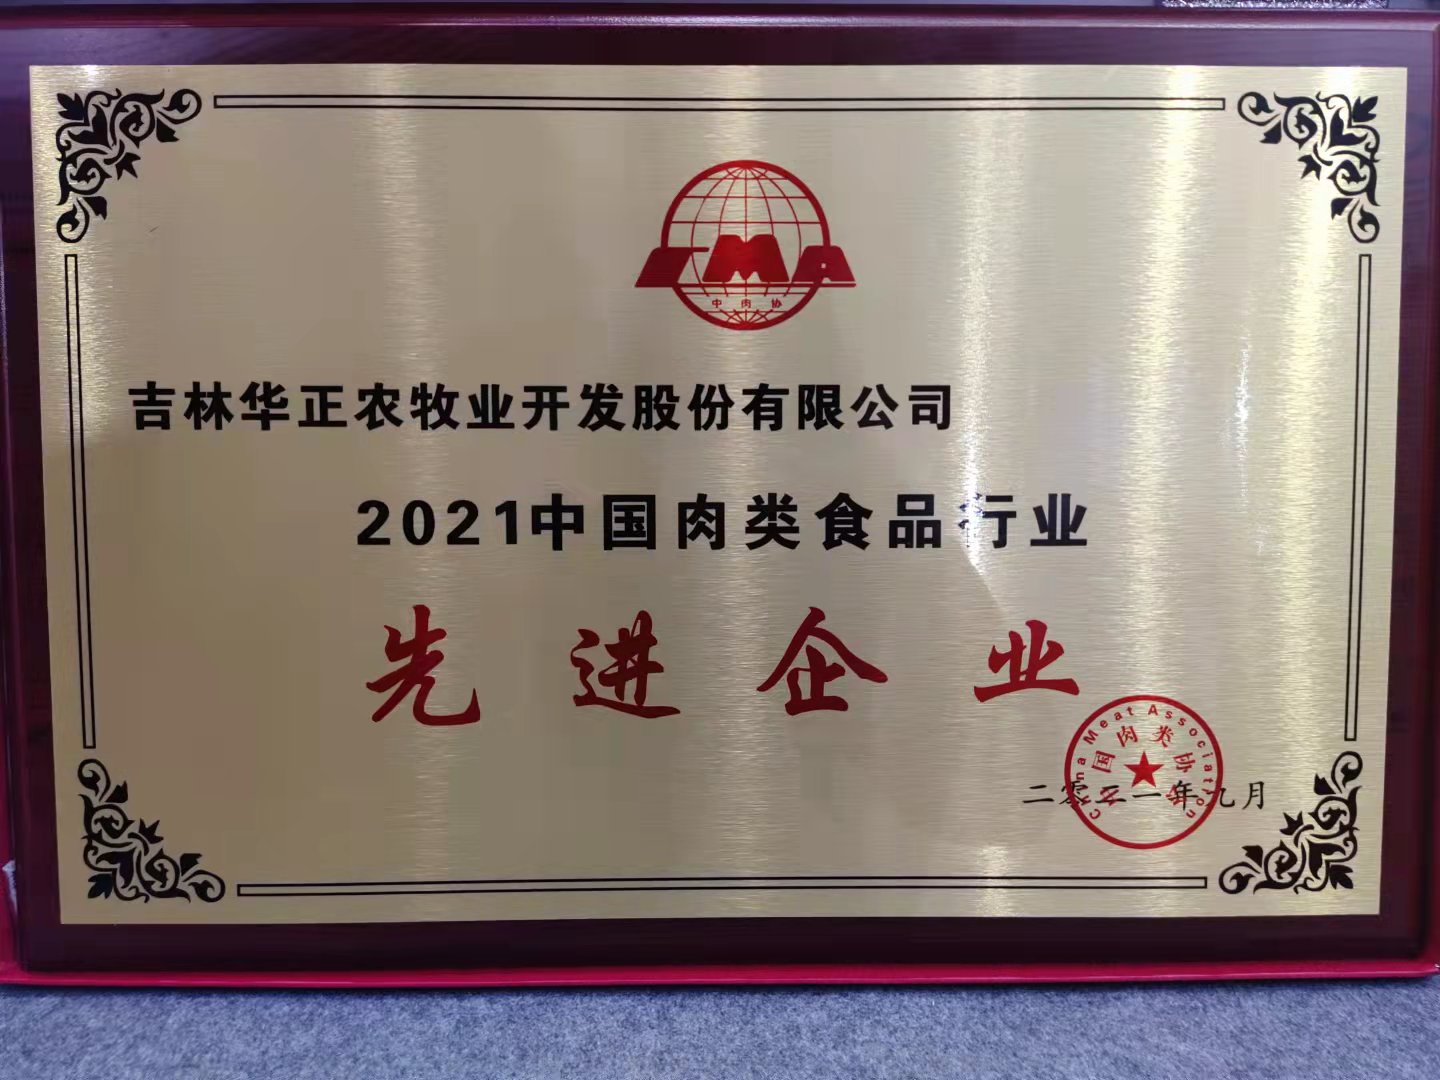 CMA
中肉协
吉林华正农牧业开发股份有限公司
2021中国肉类食品行业
先进企业
China Meat Association
中国肉类协会
二零二一年九月